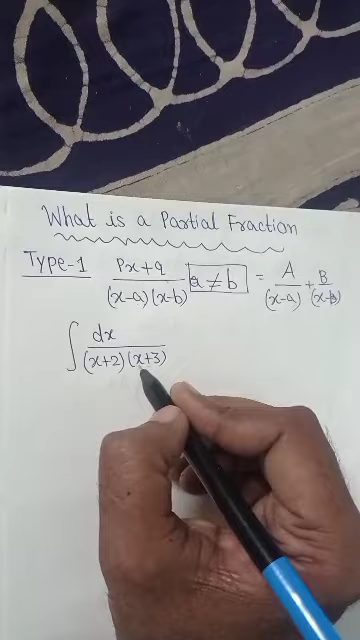 What is a Partial Fraction
Type-1 Px+q / (x-a)(x-b) a ≠ b = A / (x-a) + B / (x-b)
∫ dx / (x+2)(x+3)